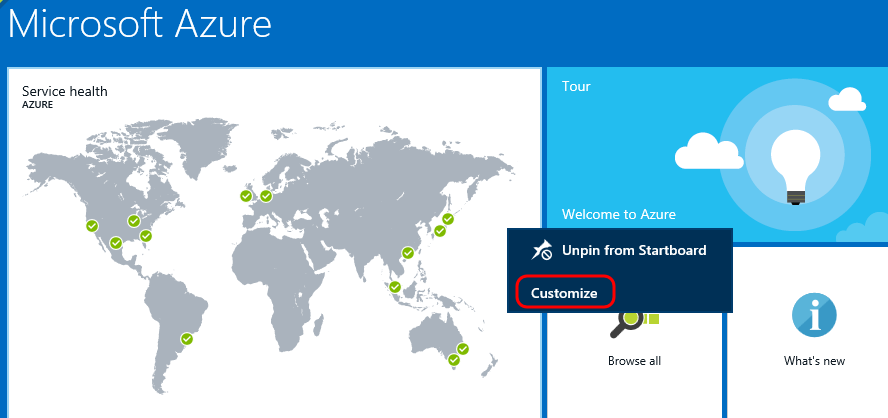 Microsoft Azure
Service health
AZURE
Tour
Welcome to Azure
Unpin from Startboard
Customize
Browse all
What's new